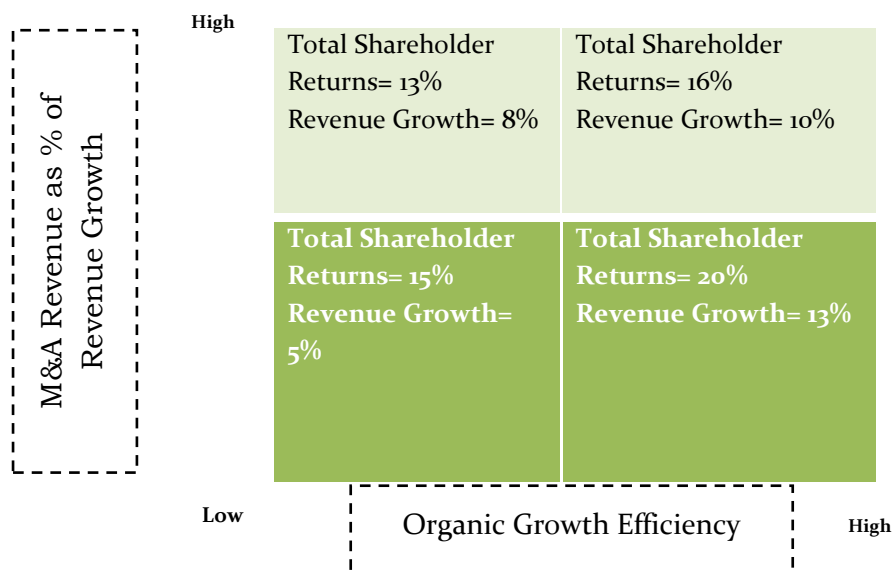 High
M&A Revenue as % of
Revenue Growth
Total Shareholder
Returns= 13%
Revenue Growth= 8%
Total Shareholder
Returns= 16%
Revenue Growth= 10%
Total Shareholder
Returns= 15%
Revenue Growth=
5%
Total Shareholder
Returns= 20%
Revenue Growth= 13%
Low
Organic Growth Efficiency
High